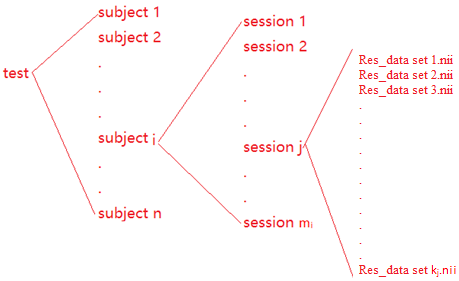 test
subject 1
subject 2
.
.
.
subject i
.
.
subject n
session 1
session 2
.
.
.
session j
.
.
session mᵢ
Res_data set 1.nii
Res_data set 2.nii
Res_data set 3.nii
.
.
.
.
.
.
.
.
.
.
.
Res_data set kⱼ.nii